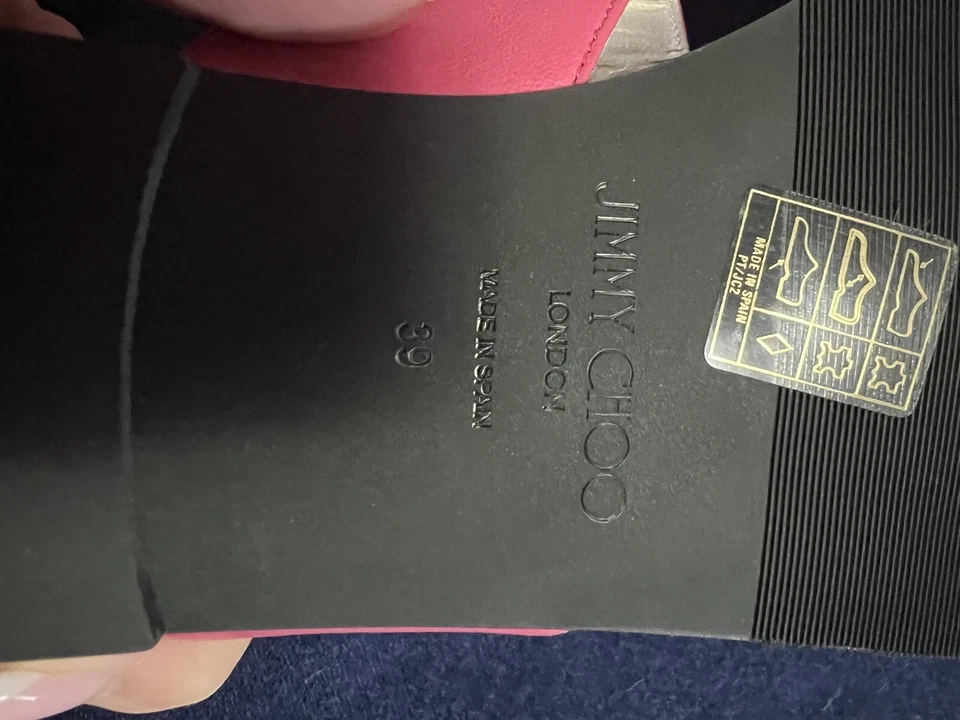 JIMMY CHOO
LONDON
MADE IN SPAIN
39
MADE IN SPAIN
PT/JC2